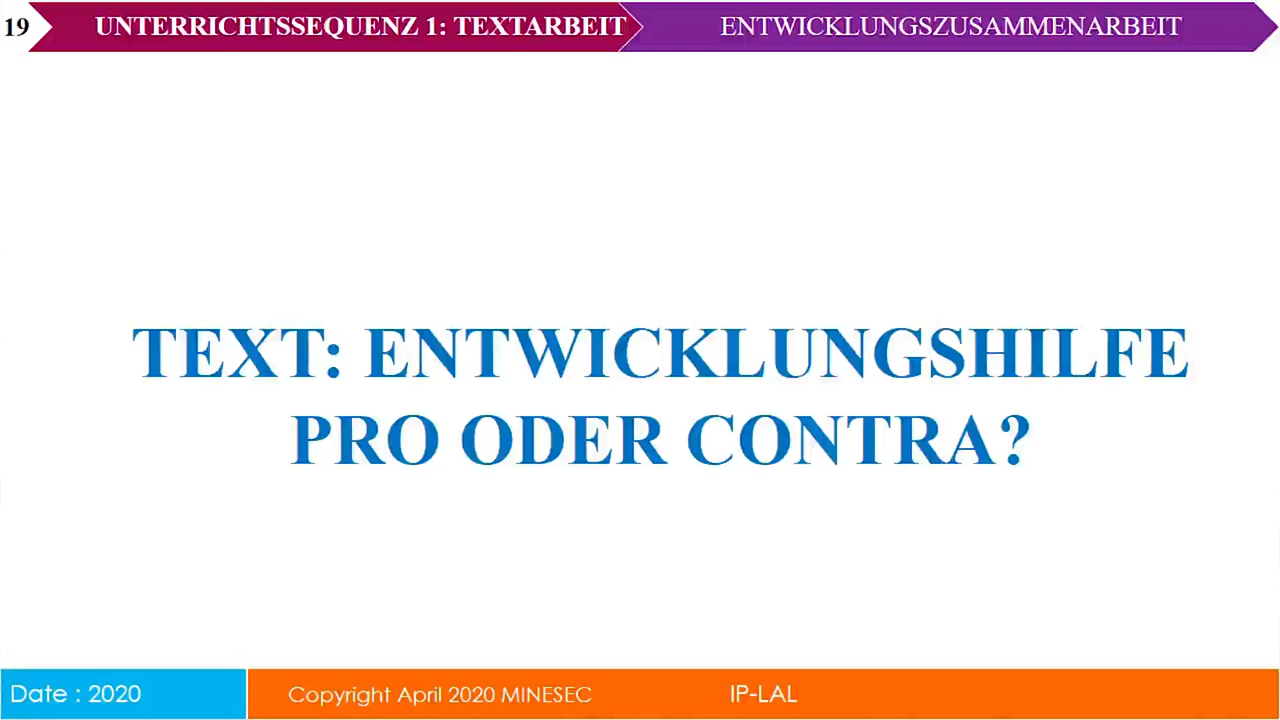 19
UNTERRICHTSSEQUENZ 1: TEXTARBEIT
ENTWICKLUNGSZUSAMMENARBEIT
TEXT: ENTWICKLUNGSHILFE
PRO ODER CONTRA?
Date : 2020
Copyright April 2020 MINESEC
IP-LAL